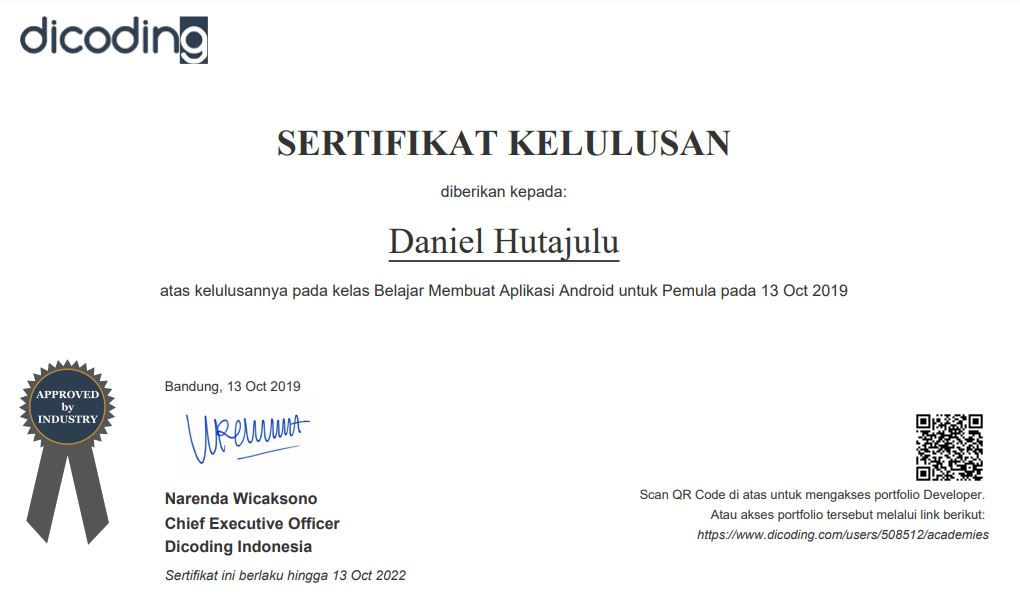 dicoding
SERTIFIKAT KELULUSAN
diberikan kepada:
Daniel Hutajulu
atas kelulusannya pada kelas Belajar Membuat Aplikasi Android untuk Pemula pada 13 Oct 2019
APPROVED
by
INDUSTRY
Bandung, 13 Oct 2019
Narenda Wicaksono
Chief Executive Officer
Dicoding Indonesia
Sertifikat ini berlaku hingga 13 Oct 2022
Scan QR Code di atas untuk mengakses portfolio Developer.
Atau akses portfolio tersebut melalui link berikut:
https://www.dicoding.com/users/508512/academies